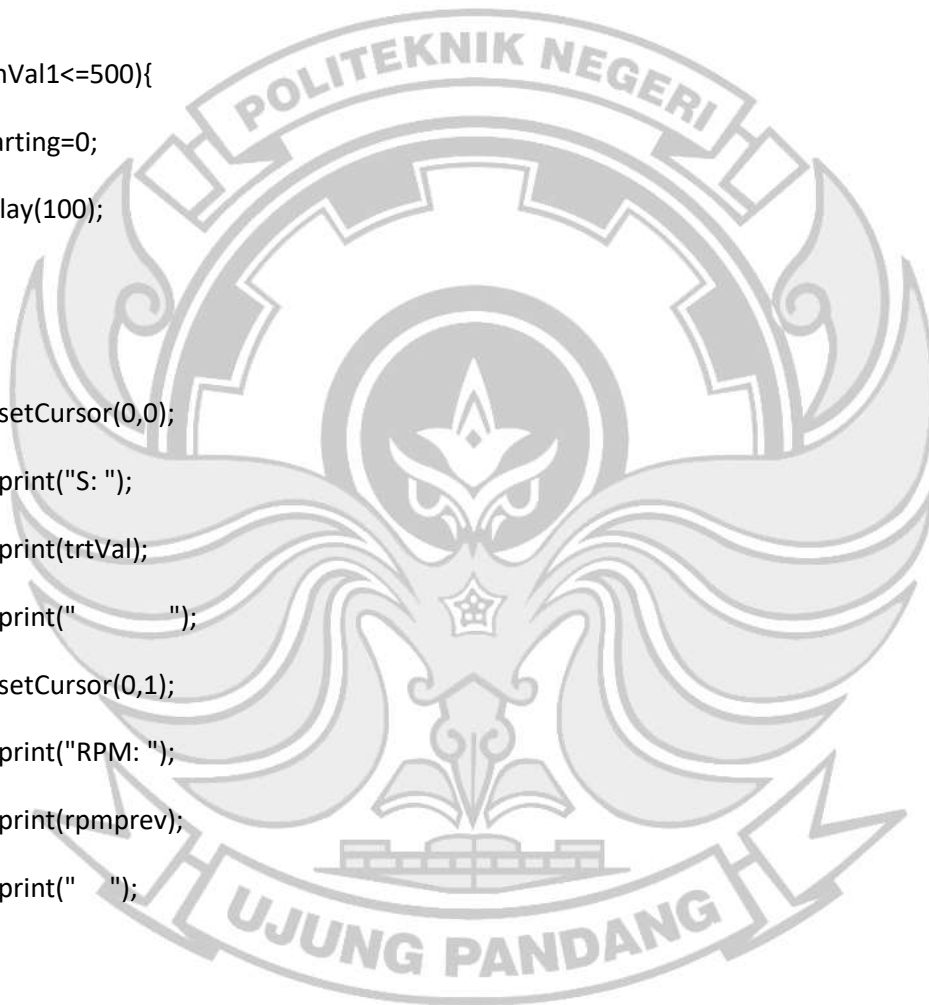 POLITEKNIK NEGERI
nVal1<=500){
arting=0;
lay(100);
setCursor(0,0);
print("S: ");
print(trtVal);
print("                ");
setCursor(0,1);
print("RPM: ");
print(rpmprev);
print("     ");
UJUNG PANDANG